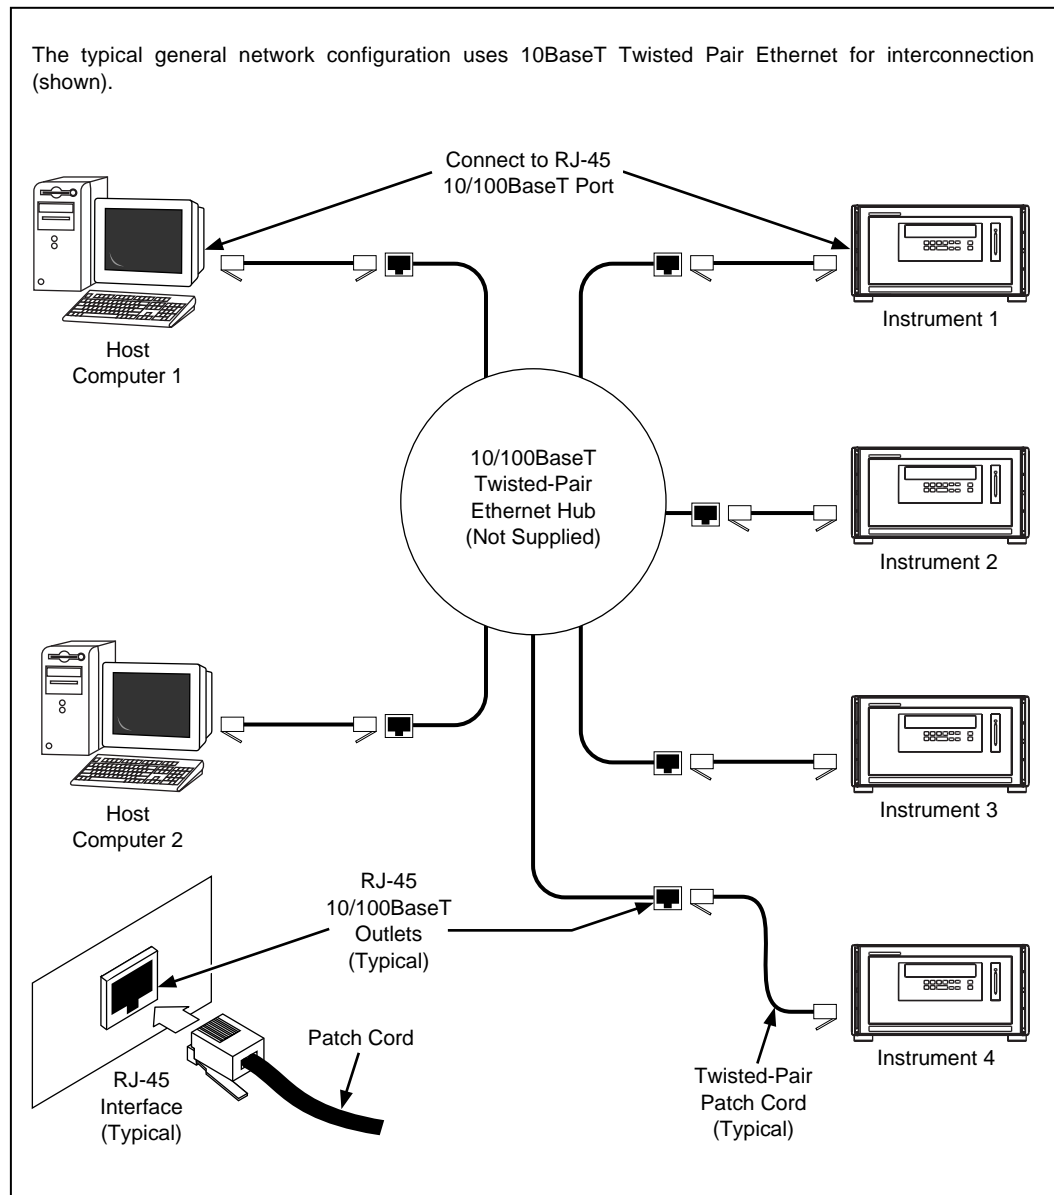 The typical general network configuration uses 10BaseT Twisted Pair Ethernet for interconnection
(shown).
Connect to RJ-45
10/100BaseT Port
Instrument 1
Host
Computer 1
10/100BaseT
Twisted-Pair
Ethernet Hub
(Not Supplied)
Instrument 2
Host
Computer 2
Instrument 3
RJ-45
10/100BaseT
Outlets
(Typical)
Patch Cord
RJ-45
Interface
(Typical)
Twisted-Pair
Patch Cord
(Typical)
Instrument 4